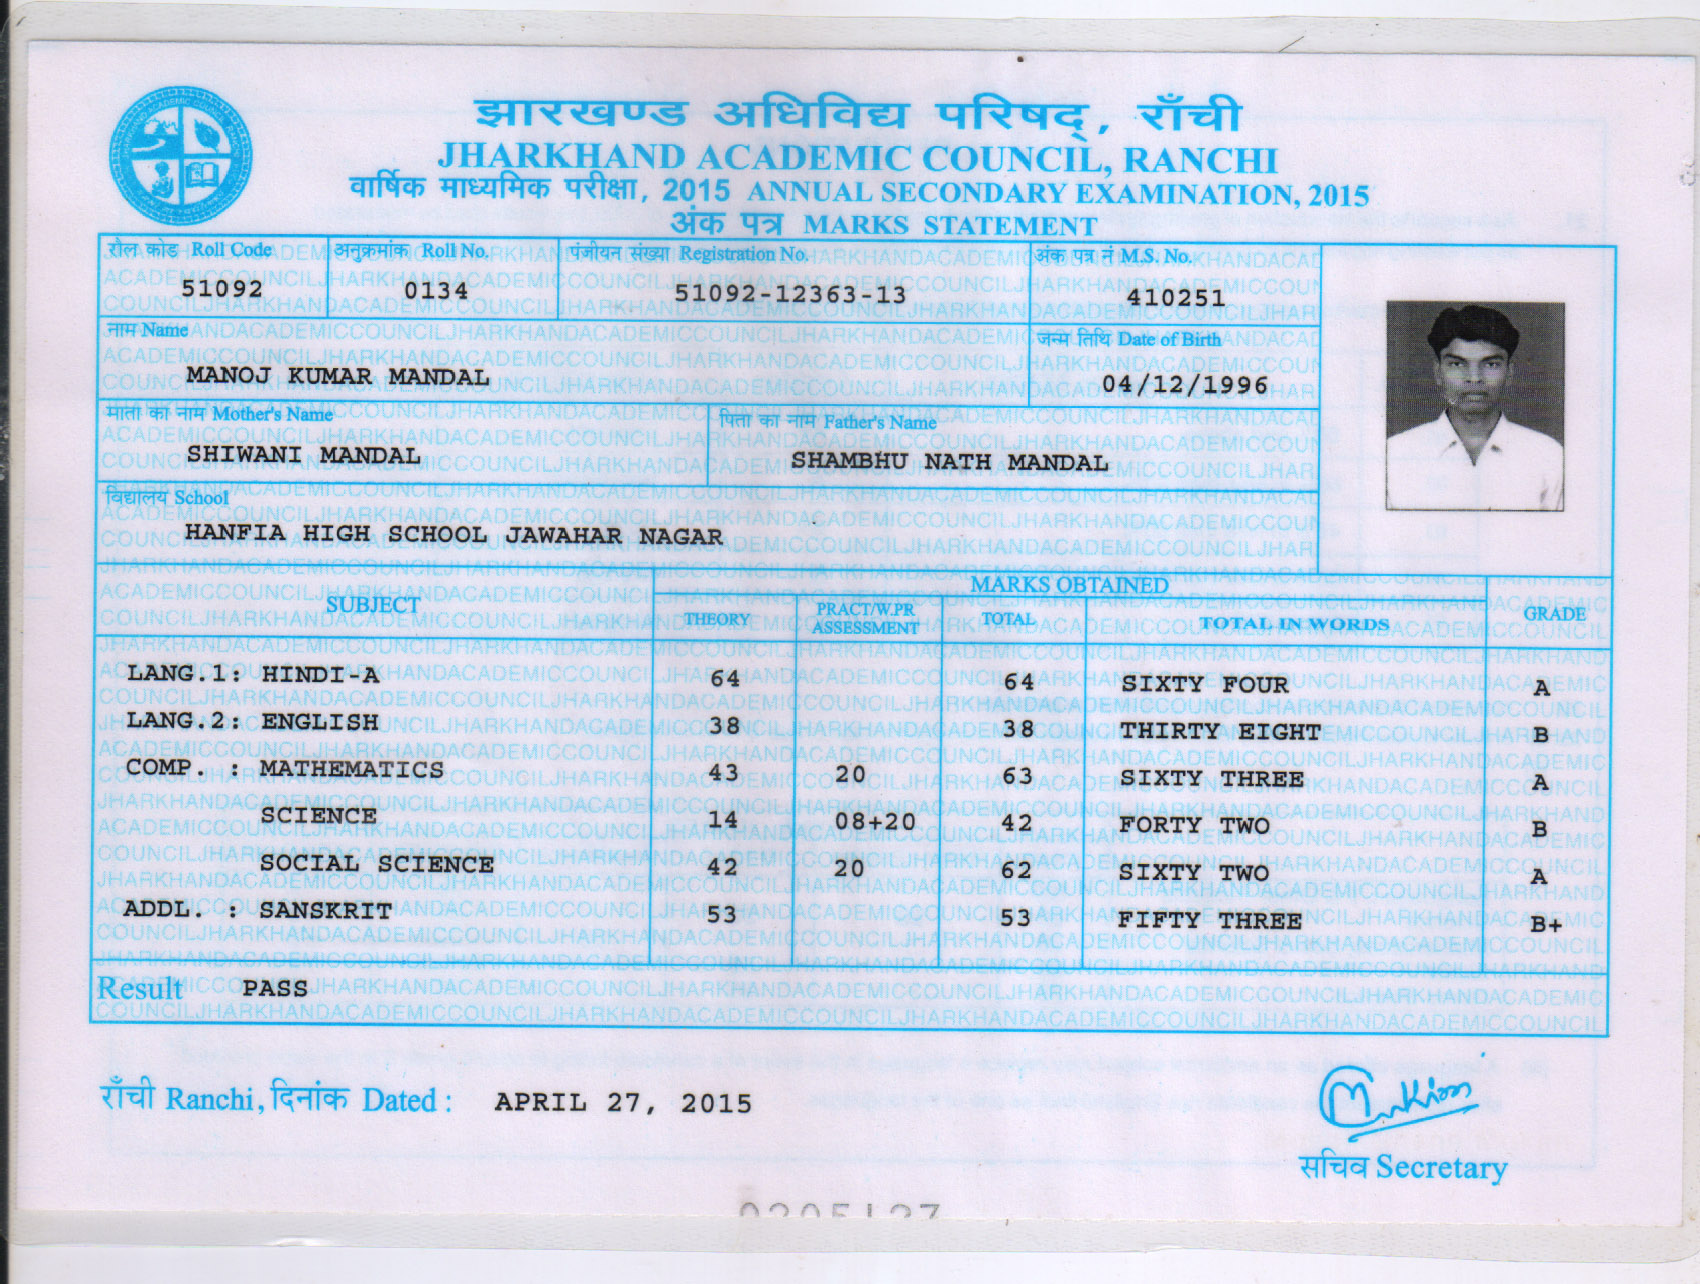 झारखण्ड अधिविद्य परिषद्, राँची
JHARKHAND ACADEMIC COUNCIL, RANCHI
वार्षिक माध्यमिक परीक्षा, 2015 ANNUAL SECONDARY EXAMINATION, 2015
अंक पत्र MARKS STATEMENT
रौल कोड Roll Code अनुक्रमांक Roll No. पंजीयन संख्या Registration No. अंक पत्र नं M.S. No.
51092 0134 51092-12363-13 410251
नाम Name जन्म तिथि Date of Birth
MANOJ KUMAR MANDAL 04/12/1996
माता का नाम Mother's Name पिता का नाम Father's Name
SHIWANI MANDAL SHAMBHU NATH MANDAL
विद्यालय School
HANFIA HIGH SCHOOL JAWAHAR NAGAR
MARKS OBTAINED
SUBJECT THEORY PRACT/W.PR ASSESSMENT TOTAL TOTAL IN WORDS GRADE
LANG.1: HINDI-A 64 64 SIXTY FOUR A
LANG.2: ENGLISH 38 38 THIRTY EIGHT B
COMP. : MATHEMATICS 43 20 63 SIXTY THREE A
SCIENCE 14 08+20 42 FORTY TWO B
SOCIAL SCIENCE 42 20 62 SIXTY TWO A
ADDL. : SANSKRIT 53 53 FIFTY THREE B+
Result PASS
राँची Ranchi, दिनांक Dated : APRIL 27, 2015
सचिव Secretary